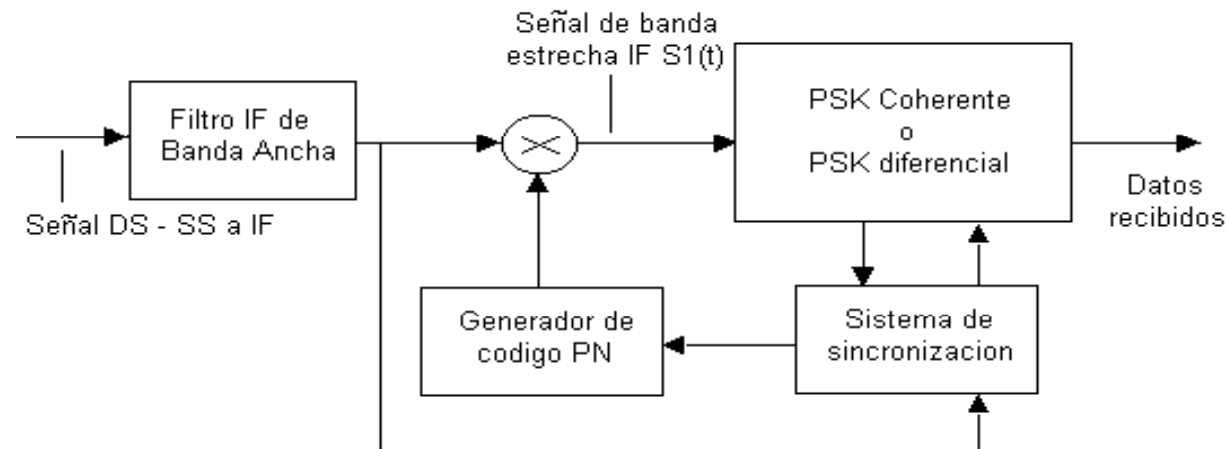 Señal de banda
estrecha IF S1(t)
Filtro IF de
Banda Ancha
PSK Coherente
o
PSK diferencial
Señal DS - SS a IF
Datos
recibidos
Generador de
codigo PN
Sistema de
sincronizacion